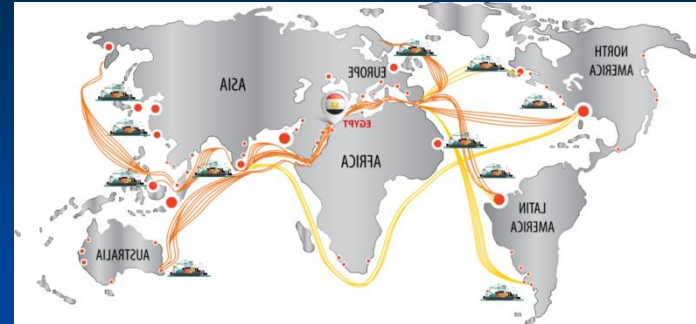 NORTH
AMERICA
EUROPE
ASIA
EGYPT
AFRICA
LATIN
AMERICA
AUSTRALIA